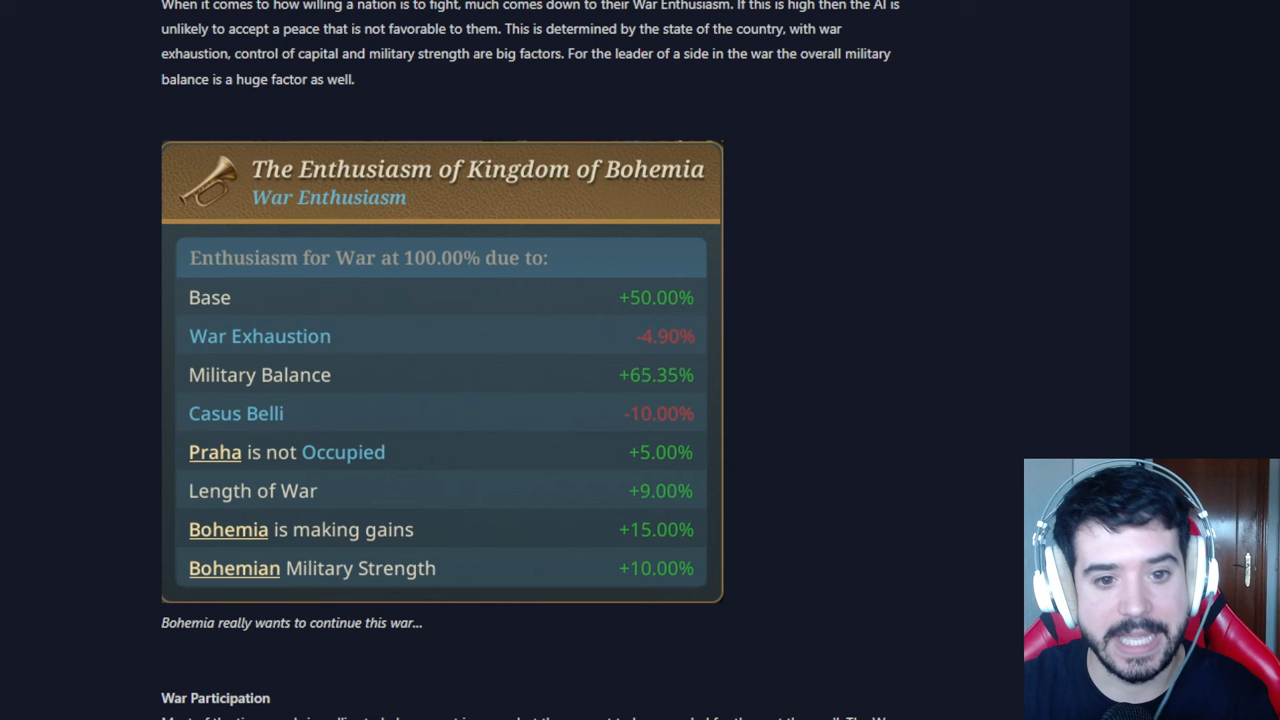 When it comes to how willing a nation is to fight, much comes down to their War Enthusiasm. If this is high then the AI is
unlikely to accept a peace that is not favorable to them. This is determined by the state of the country, with war
exhaustion, control of capital and military strength are big factors. For the leader of a side in the war the overall military
balance is a huge factor as well.
The Enthusiasm of Kingdom of Bohemia
War Enthusiasm
Enthusiasm for War at 100.00% due to:
Base +50.00%
War Exhaustion -4.90%
Military Balance +65.35%
Casus Belli -10.00%
Praha is not Occupied +5.00%
Length of War +9.00%
Bohemia is making gains +15.00%
Bohemian Military Strength +10.00%
Bohemia really wants to continue this war...
War Participation